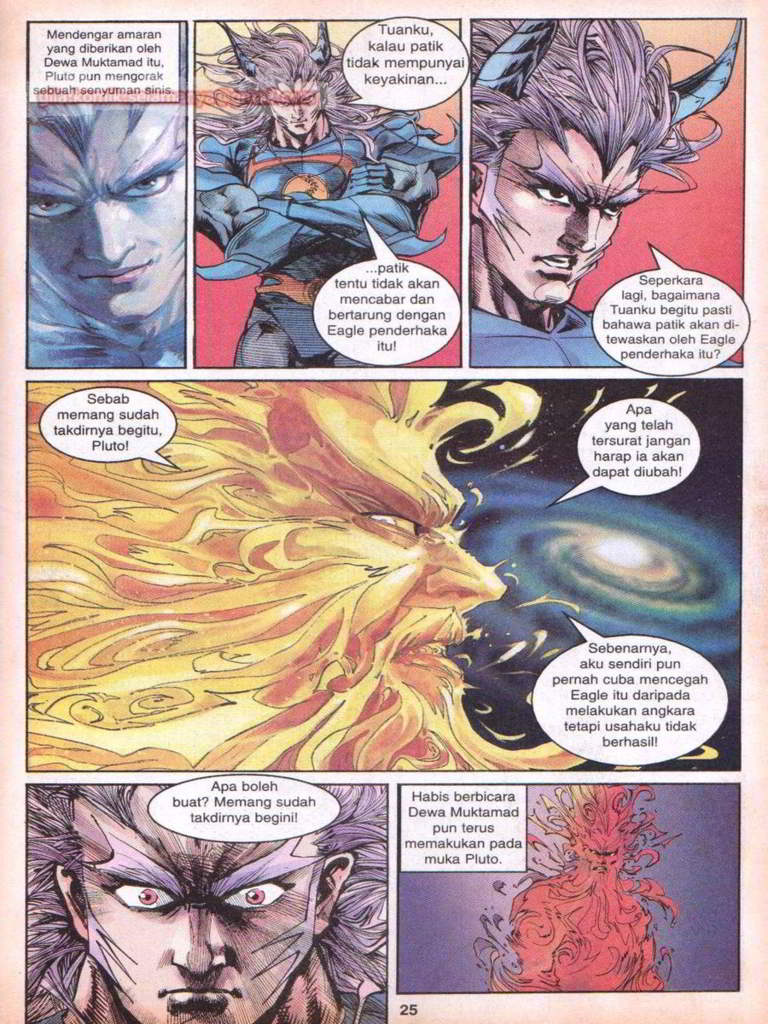 Mendengar amaran
yang diberikan oleh
Dewa Muktamad itu,
Pluto pun mengorak
sebuah senyuman sinis.
Tuanku,
kalau patik
tidak mempunyai
keyakinan...
...patik
tentu tidak akan
mencabar dan
bertarung dengan
Eagle penderhaka
itu!
Seperkara
lagi, bagaimana
Tuanku begitu pasti
bahawa patik akan di-
tewaskan oleh Eagle
penderhaka itu?
Sebab
memang sudah
takdirnya begitu,
Pluto!
Apa
yang telah
tersurat jangan
harap ia akan
dapat diubah!
Sebenarnya,
aku sendiri pun
pernah cuba mencegah
Eagle itu daripada
melakukan angkara
tetapi usahaku tidak
berhasil!
Apa boleh
buat? Memang sudah
takdirnya begini!
Habis berbicara
Dewa Muktamad
pun terus
memakukan pada
muka Pluto.
25